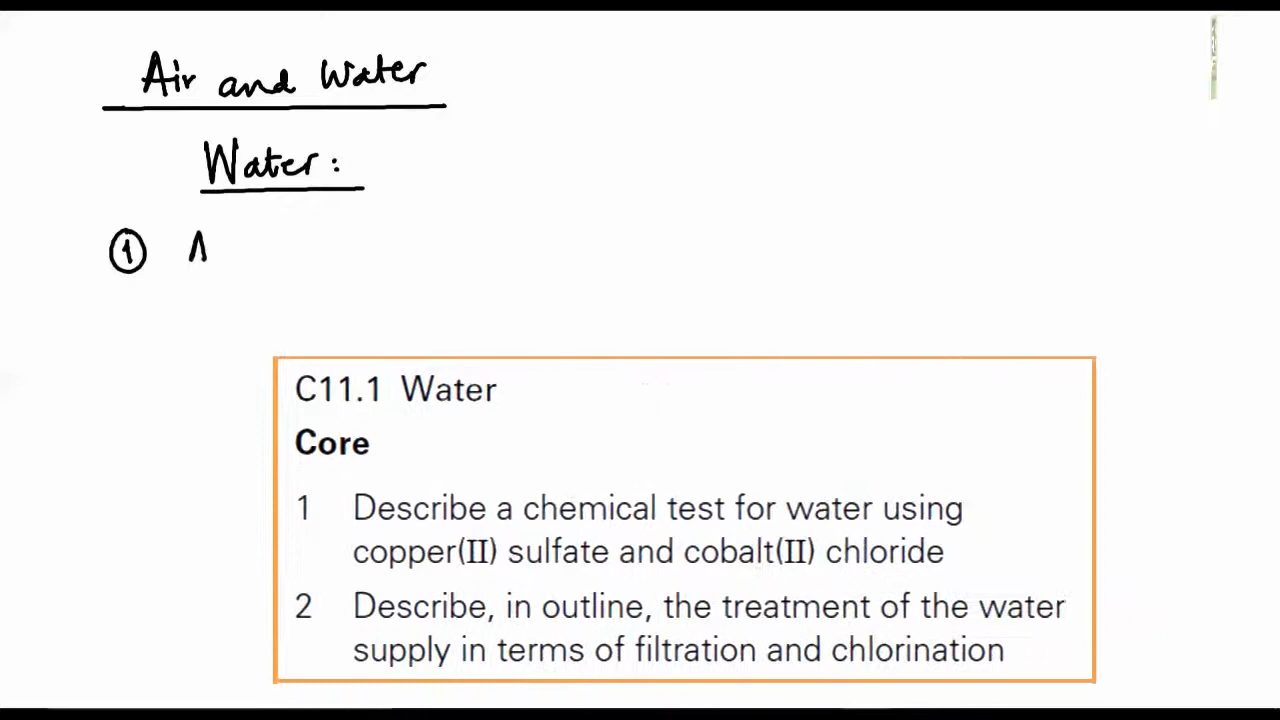 Air and Water
Water:
①
C11.1 Water
Core
1 Describe a chemical test for water using
copper(II) sulfate and cobalt(II) chloride
2 Describe, in outline, the treatment of the water
supply in terms of filtration and chlorination